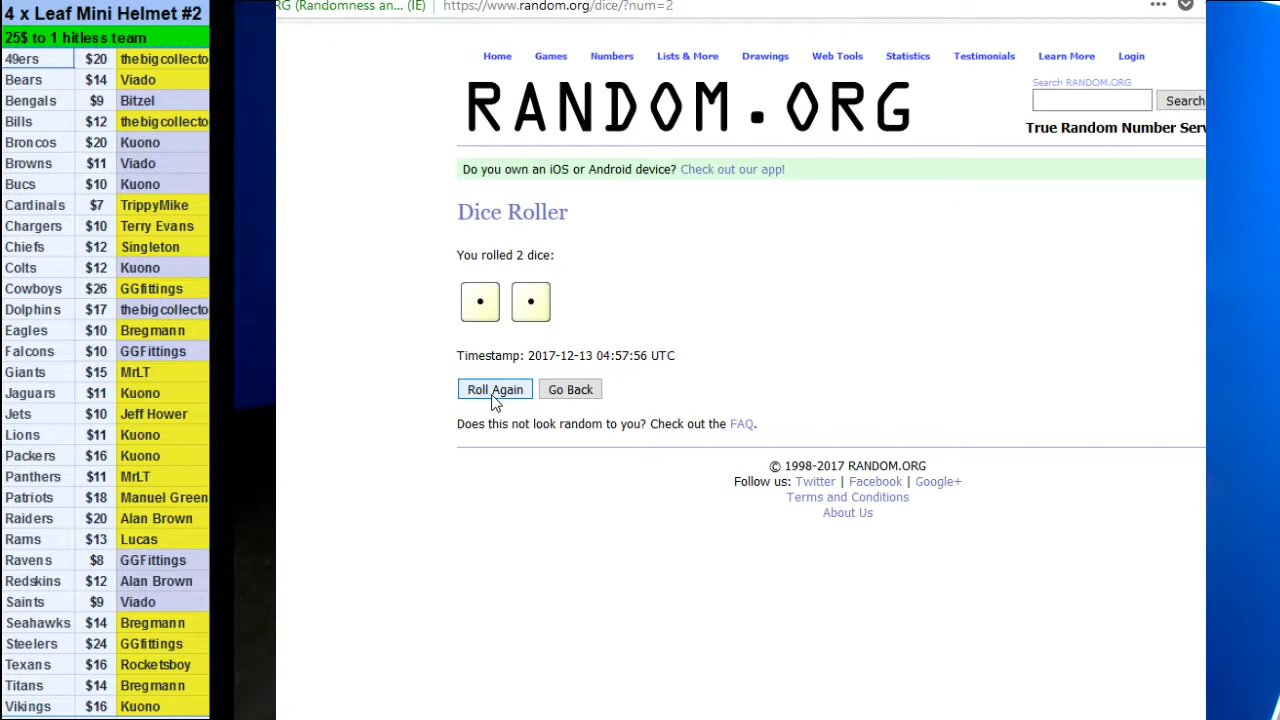 4 x Leaf Mini Helmet #2
25$ to 1 hitless team
49ers $20 thebigcollecto
Bears $14 Viado
Bengals $9 Bitzel
Bills $12 thebigcollecto
Broncos $20 Kuono
Browns $11 Viado
Bucs $10 Kuono
Cardinals $7 TrippyMike
Chargers $10 Terry Evans
Chiefs $12 Singleton
Colts $12 Kuono
Cowboys $26 GGfittings
Dolphins $17 thebigcollecto
Eagles $10 Bregmann
Falcons $10 GGFittings
Giants $15 MrLT
Jaguars $11 Kuono
Jets $10 Jeff Hower
Lions $11 Kuono
Packers $16 Kuono
Panthers $11 MrLT
Patriots $18 Manuel Green
Raiders $20 Alan Brown
Rams $13 Lucas
Ravens $8 GGFittings
Redskins $12 Alan Brown
Saints $9 Viado
Seahawks $14 Bregmann
Steelers $24 GGfittings
Texans $16 Rocketsboy
Titans $14 Bregmann
Vikings $16 Kuono
RG (Randomness an... (IE) https://www.random.org/dice/?num=2
Home Games Numbers Lists & More Drawings Web Tools Statistics Testimonials Learn More Login
Search RANDOM.ORG
RANDOM.ORG
Search
True Random Number Serv
Do you own an iOS or Android device? Check out our app!
Dice Roller
You rolled 2 dice:
Timestamp: 2017-12-13 04:57:56 UTC
Roll Again Go Back
Does this not look random to you? Check out the FAQ.
© 1998-2017 RANDOM.ORG
Follow us: Twitter | Facebook | Google+
Terms and Conditions
About Us